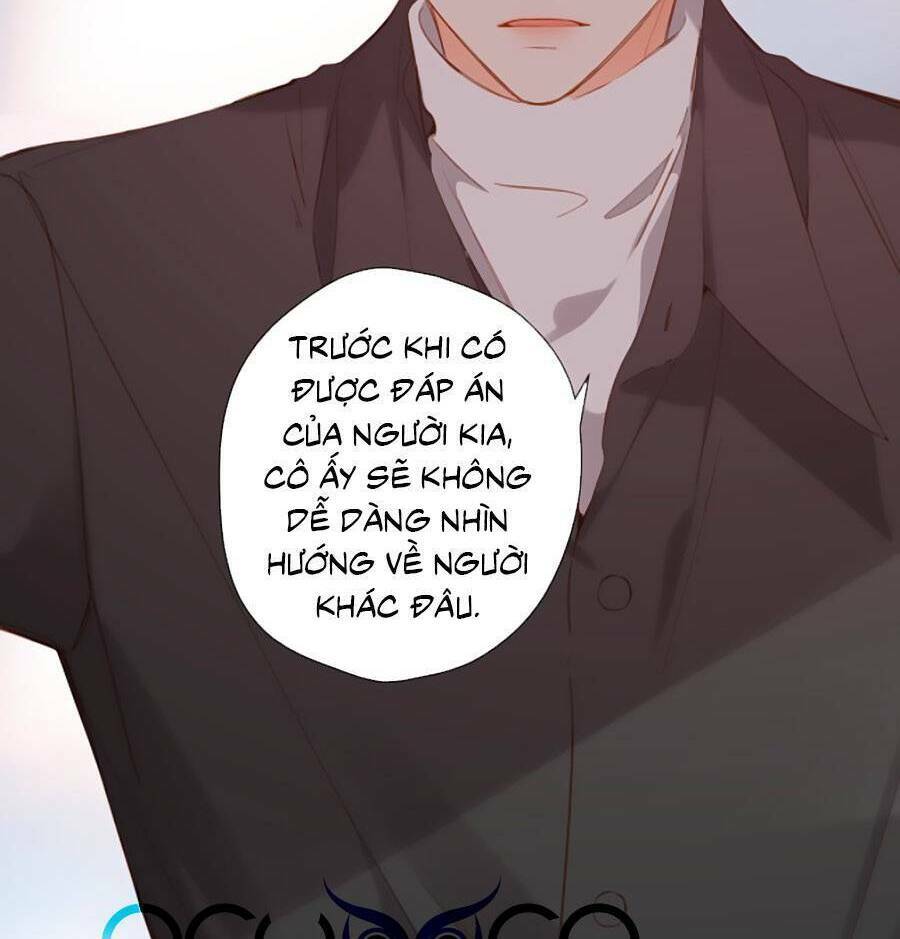 TRƯỚC KHI CÓ
ĐƯỢC ĐÁP ÁN
CỦA NGƯỜI KIA,
CÔ ẤY SẼ KHÔNG
DỄ DÀNG NHÌN
HƯỚNG VỀ NGƯỜI
KHÁC ĐÂU.